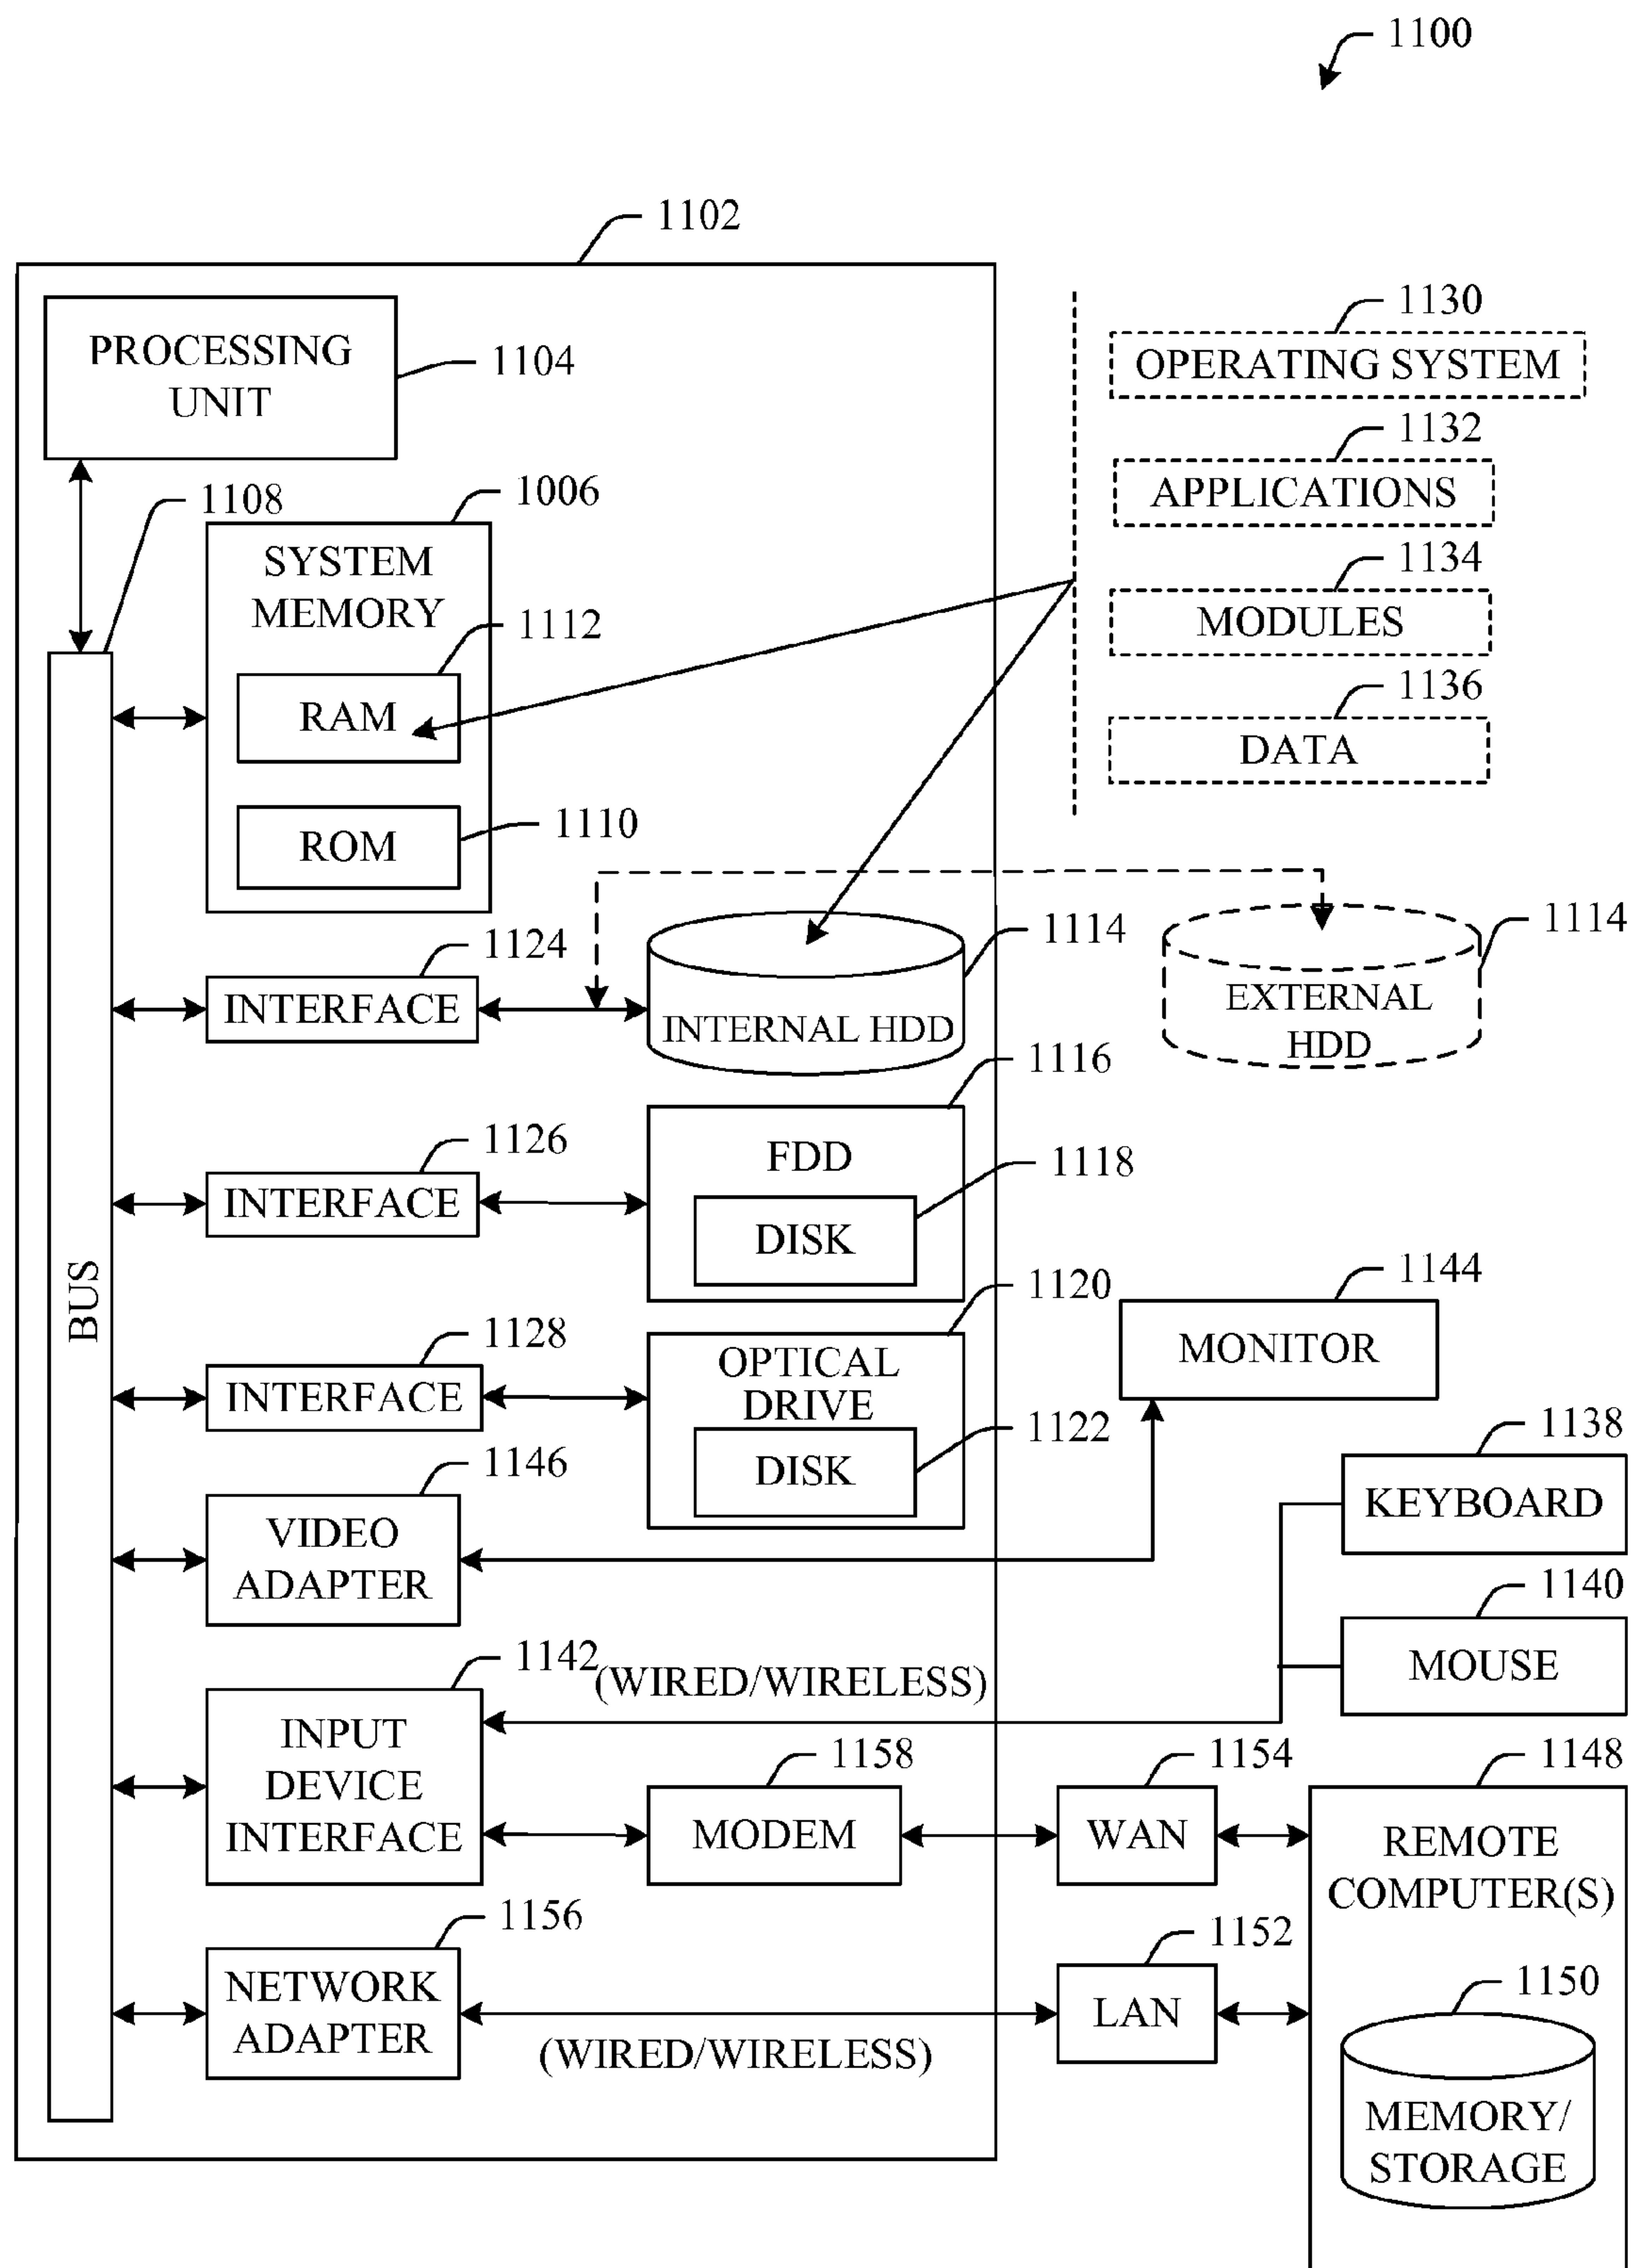 1100
1102
PROCESSING
UNIT
1104
1130
OPERATING SYSTEM
1132
APPLICATIONS
1134
MODULES
1136
DATA
1108
1006
SYSTEM
MEMORY
1112
RAM
1110
ROM
1124
INTERFACE
1114
INTERNAL HDD
1114
EXTERNAL
HDD
1126
INTERFACE
1116
FDD
1118
DISK
BUS
1128
INTERFACE
1120
OPTICAL
DRIVE
1122
DISK
1144
MONITOR
1146
VIDEO
ADAPTER
1138
KEYBOARD
1140
MOUSE
1142
(WIRED/WIRELESS)
INPUT
DEVICE
INTERFACE
1158
MODEM
1154
WAN
1148
REMOTE
COMPUTER(S)
1156
NETWORK
ADAPTER
(WIRED/WIRELESS)
1152
LAN
1150
MEMORY/
STORAGE